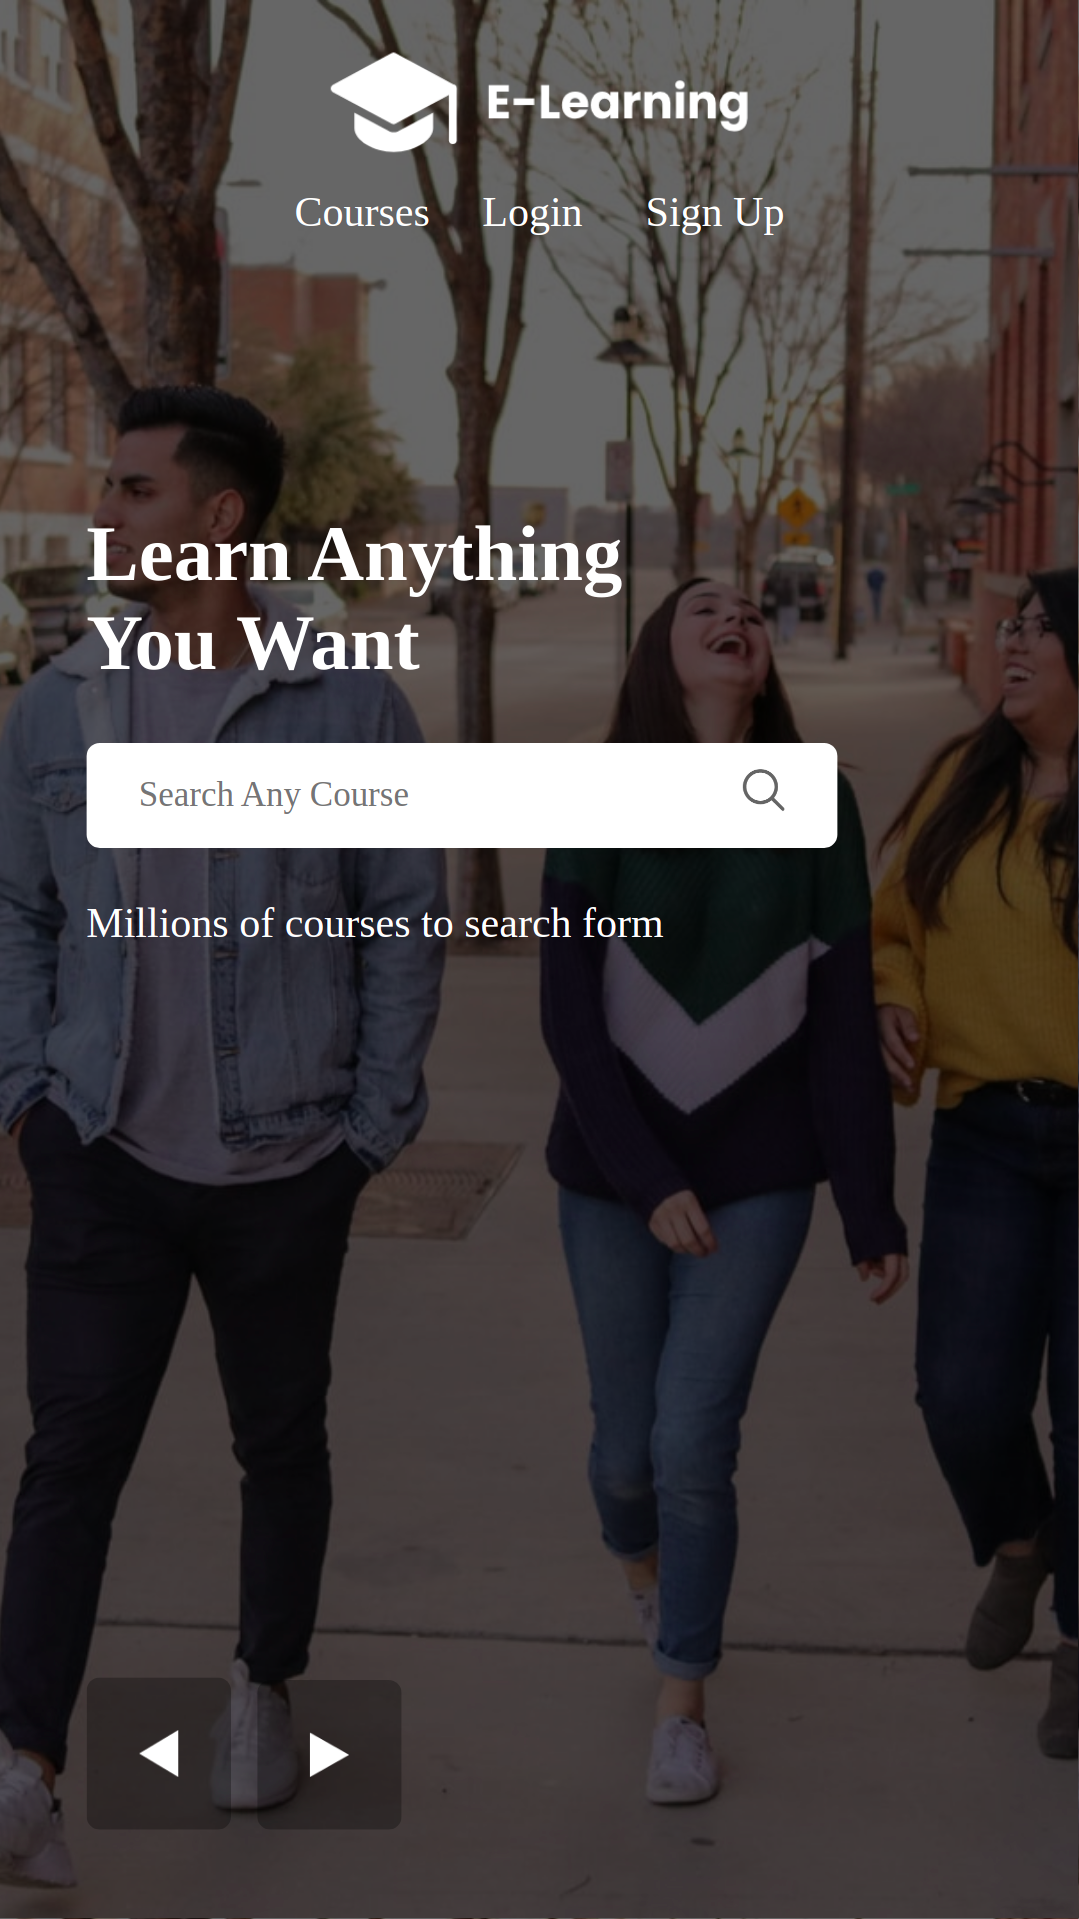 E-Learning
Courses Login Sign Up
Learn Anything
You Want
Search Any Course
Millions of courses to search form